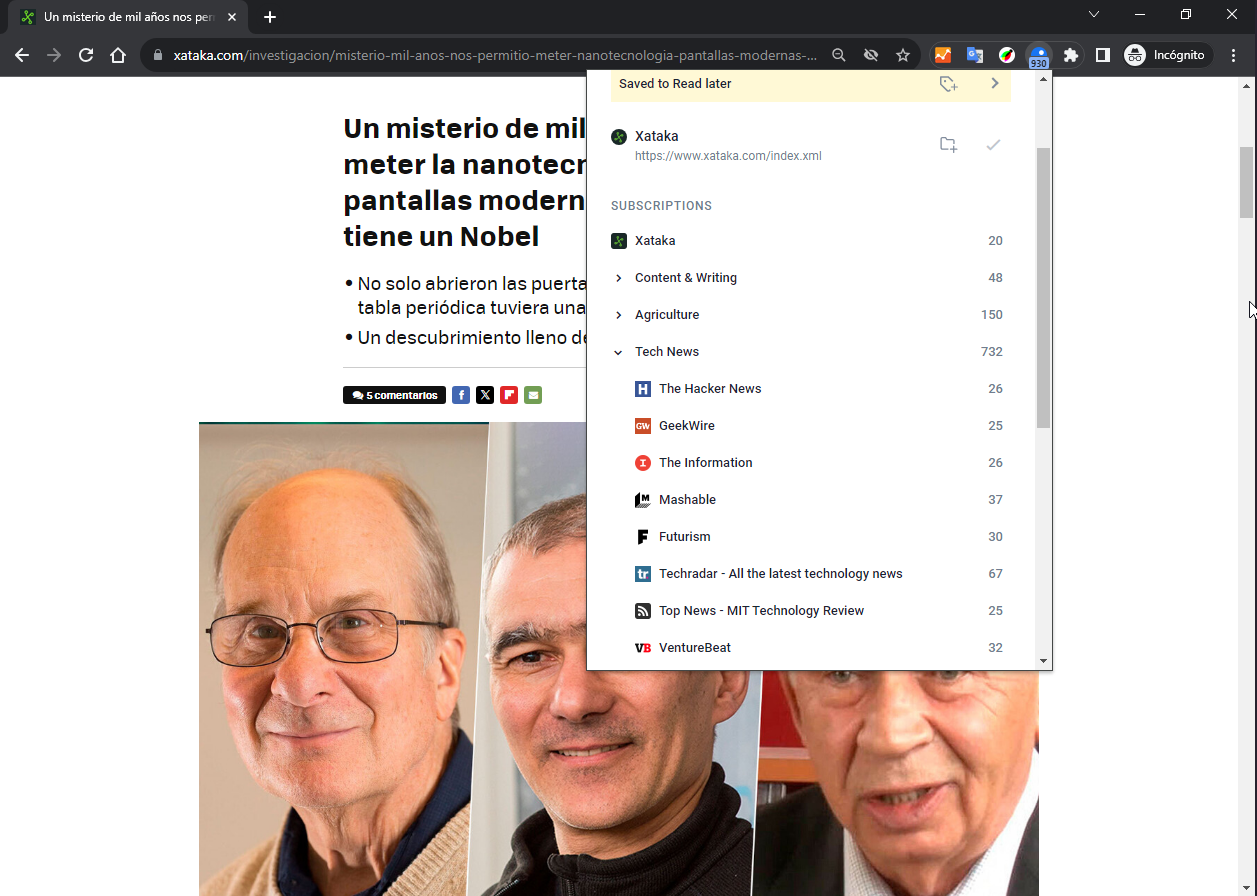 Un misterio de mil años nos per
xataka.com/investigacion/misterio-mil-anos-nos-permitio-meter-nanotecnologia-pantallas-modernas-...
930
Incógnito
Un misterio de mil
meter la nanotec
pantallas modern
tiene un Nobel
• No solo abrieron las puerta
tabla periódica tuviera una
• Un descubrimiento lleno de
5 comentarios
Saved to Read later
Xataka
https://www.xataka.com/index.xml
SUBSCRIPTIONS
Xataka 20
Content & Writing 48
Agriculture 150
Tech News 732
H The Hacker News 26
GW GeekWire 25
I The Information 26
M Mashable 37
F Futurism 30
tr Techradar - All the latest technology news 67
Top News - MIT Technology Review 25
VB VentureBeat 32